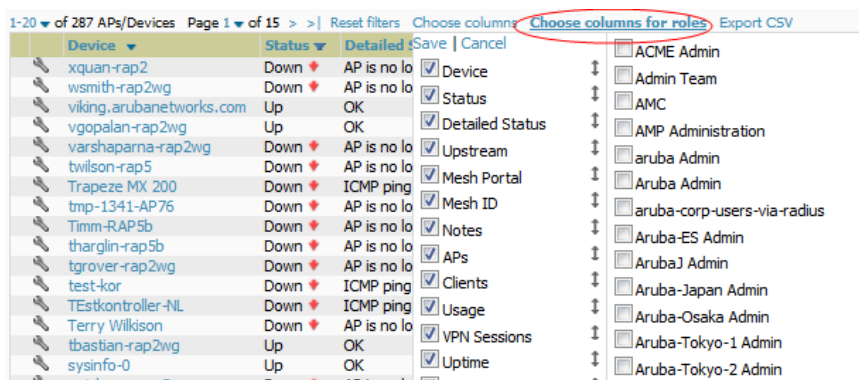 1-20 of 287 APs/Devices Page 1 of 15 > >| Reset filters Choose columns Choose columns for roles Export CSV
Device Status Detailed
xquan-rap2 Down AP is no lo
wsmith-rap2wg Down AP is no lo
viking.arubanetworks.com Up OK
vgopalan-rap2wg Up OK
varshaparna-rap2wg Down AP is no lo
twilson-rap5 Down AP is no lo
Trapeze MX 200 Down ICMP ping
tmp-1341-AP76 Down AP is no lo
Timm-RAP5b Down AP is no lo
tharglin-rap5b Down AP is no lo
tgrover-rap2wg Down AP is no lo
test-kor Down ICMP ping
TEstkontroller-NL Down ICMP ping
Terry Wilkison Down AP is no lo
tbastian-rap2wg Up OK
sysinfo-0 Up OK
Save | Cancel
Device
Status
Detailed Status
Upstream
Mesh Portal
Mesh ID
Notes
APs
Clients
Usage
VPN Sessions
Uptime
ACME Admin
Admin Team
AMC
AMP Administration
aruba Admin
Aruba Admin
aruba-corp-users-via-radius
Aruba-ES Admin
ArubaJ Admin
Aruba-Japan Admin
Aruba-Osaka Admin
Aruba-Tokyo-1 Admin
Aruba-Tokyo-2 Admin